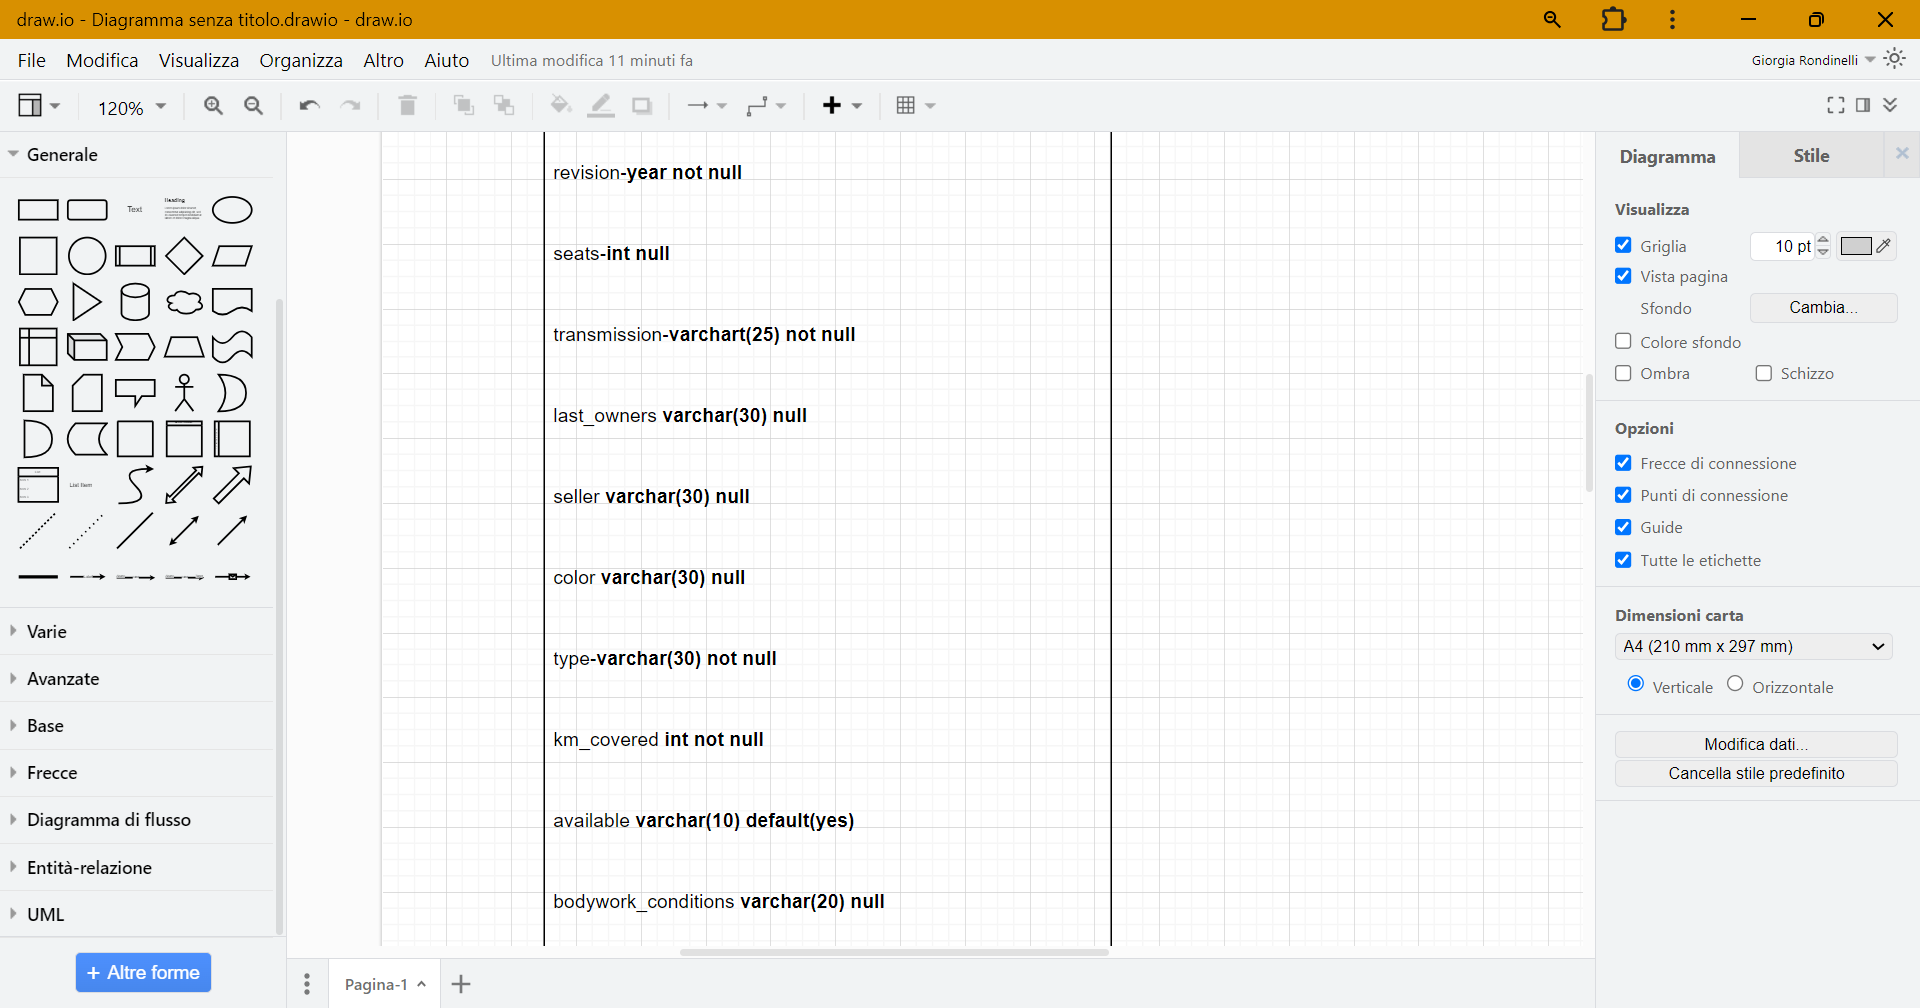 draw.io - Diagramma senza titolo.drawio - draw.io
File Modifica Visualizza Organizza Altro Aiuto Ultima modifica 11 minuti fa
Giorgia Rondinelli
120%
Generale
Text
Heading
List Item
Varie
Avanzate
Base
Frecce
Diagramma di flusso
Entità-relazione
UML
+ Altre forme
revision-year not null
seats-int null
transmission-varchart(25) not null
last_owners varchar(30) null
seller varchar(30) null
color varchar(30) null
type-varchar(30) not null
km_covered int not null
available varchar(10) default(yes)
bodywork_conditions varchar(20) null
Pagina-1
Diagramma Stile
Visualizza
Griglia 10 pt
Vista pagina
Sfondo Cambia...
Colore sfondo
Ombra Schizzo
Opzioni
Frecce di connessione
Punti di connessione
Guide
Tutte le etichette
Dimensioni carta
A4 (210 mm x 297 mm)
Verticale Orizzontale
Modifica dati...
Cancella stile predefinito